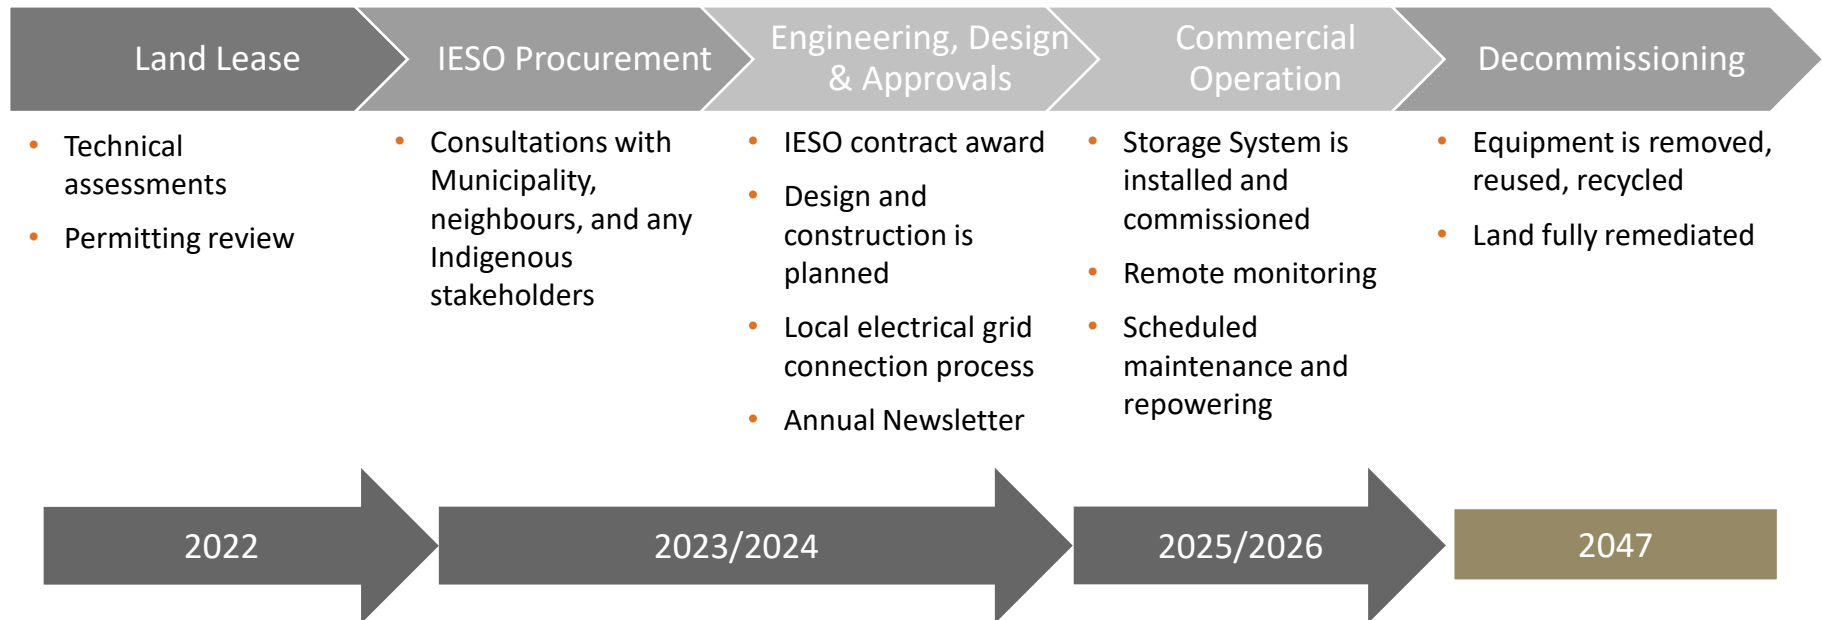 Land Lease
IESO Procurement
Engineering, Design
& Approvals
Commercial
Operation
Decommissioning
• Technical
assessments
• Permitting review
• Consultations with
Municipality,
neighbours, and any
Indigenous
stakeholders
• IESO contract award
• Design and
construction is
planned
• Local electrical grid
connection process
• Annual Newsletter
• Storage System is
installed and
commissioned
• Remote monitoring
• Scheduled
maintenance and
repowering
• Equipment is removed,
reused, recycled
• Land fully remediated
2022
2023/2024
2025/2026
2047